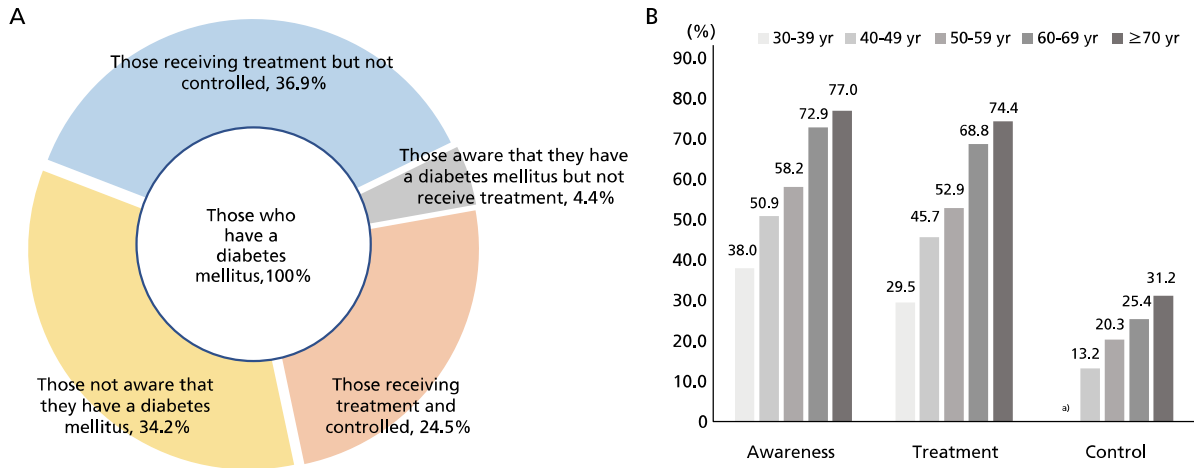 A
Those receiving treatment but not
controlled, 36.9%
Those aware that they have
a diabetes mellitus but not
receive treatment, 4.4%
Those who
have a
diabetes
mellitus,100%
Those not aware that
they have a diabetes
mellitus, 34.2%
Those receiving
treatment and
controlled, 24.5%
B
(%)
30-39 yr 40-49 yr 50-59 yr 60-69 yr ≥70 yr
90.0
80.0
70.0
60.0
50.0
40.0
30.0
20.0
10.0
0
38.0 50.9 58.2 72.9 77.0
29.5 45.7 52.9 68.8 74.4
a) 13.2 20.3 25.4 31.2
Awareness Treatment Control